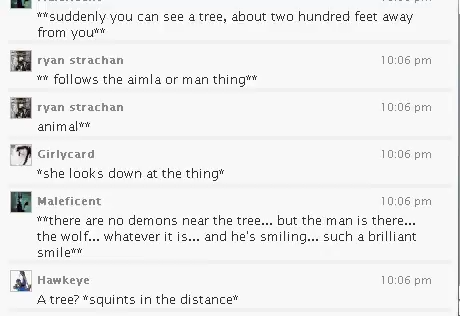 **suddenly you can see a tree, about two hundred feet away
from you**
ryan strachan 10:06 pm
** follows the aimla or man thing**
ryan strachan 10:06 pm
animal**
Girlycard 10:06 pm
*she looks down at the thing*
Maleficent 10:06 pm
**there are no demons near the tree... but the man is there...
the wolf... whatever it is... and he's smiling... such a brilliant
smile**
Hawkeye 10:06 pm
A tree? *squints in the distance*